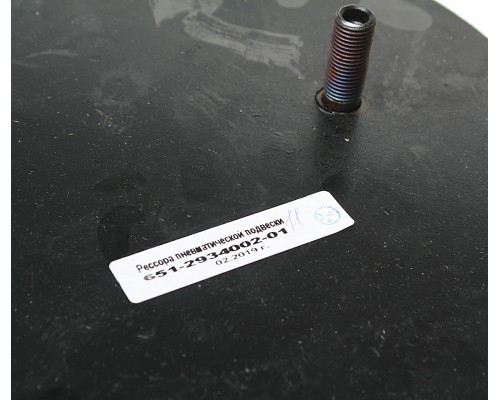 Рессора пневматической подвески
651-2934002-01
02.2019 г.